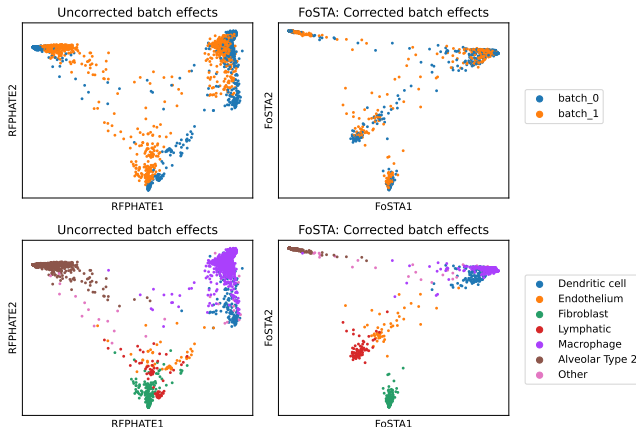 Uncorrected batch effects
FoSTA: Corrected batch effects
RFPHATE2
FoSTA2
batch_0
batch_1
RFPHATE1
FoSTA1
Uncorrected batch effects
FoSTA: Corrected batch effects
RFPHATE2
FoSTA2
Dendritic cell
Endothelium
Fibroblast
Lymphatic
Macrophage
Alveolar Type 2
Other
RFPHATE1
FoSTA1